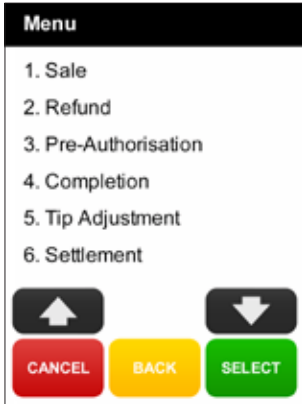 Menu
1. Sale
2. Refund
3. Pre-Authorisation
4. Completion
5. Tip Adjustment
6. Settlement
CANCEL BACK SELECT